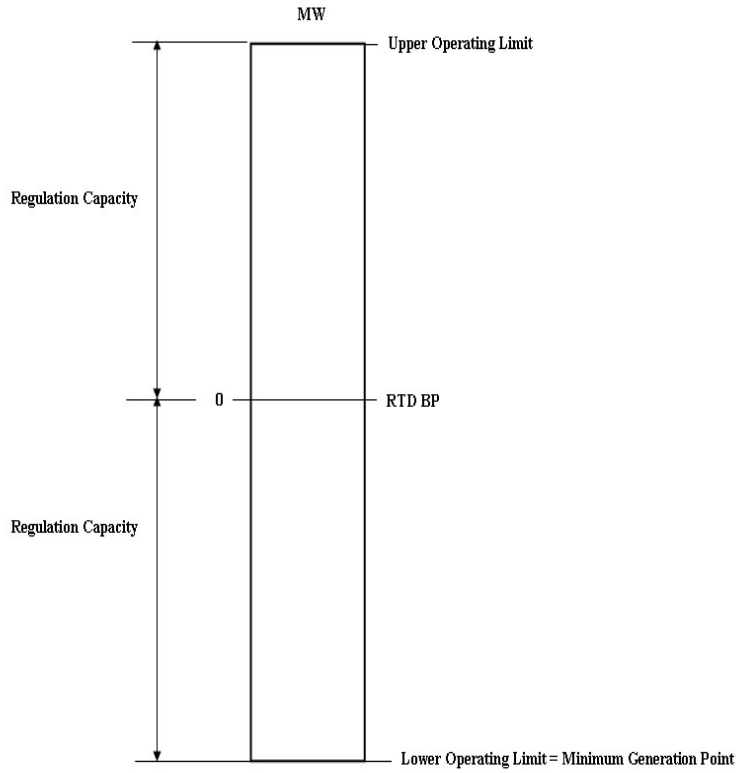 MW
Upper Operating Limit
Regulation Capacity
0
RTD BP
Regulation Capacity
Lower Operating Limit = Minimum Generation Point